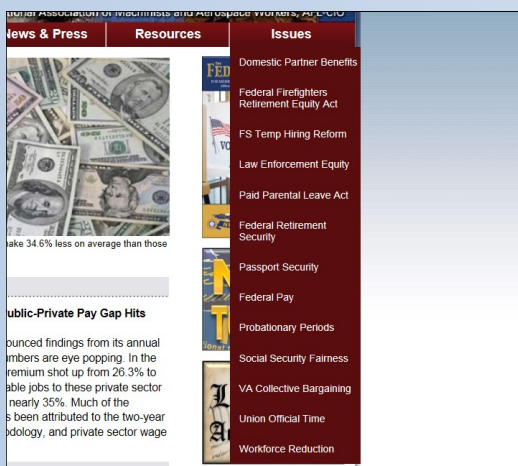 tional Association of Machinists and Aerospace Workers, AFL-CIO
News & Press
Resources
Issues
Domestic Partner Benefits
Federal Firefighters
Retirement Equity Act
FS Temp Hiring Reform
Law Enforcement Equity
Paid Parental Leave Act
Federal Retirement
Security
Passport Security
Federal Pay
Probationary Periods
Social Security Fairness
VA Collective Bargaining
Union Official Time
Workforce Reduction
FED
VO
make 34.6% less on average than those
ublic-Private Pay Gap Hits
ounced findings from its annual
umbers are eye popping. In the
remium shot up from 26.3% to
able jobs to these private sector
nearly 35%. Much of the
s been attributed to the two-year
odology, and private sector wage